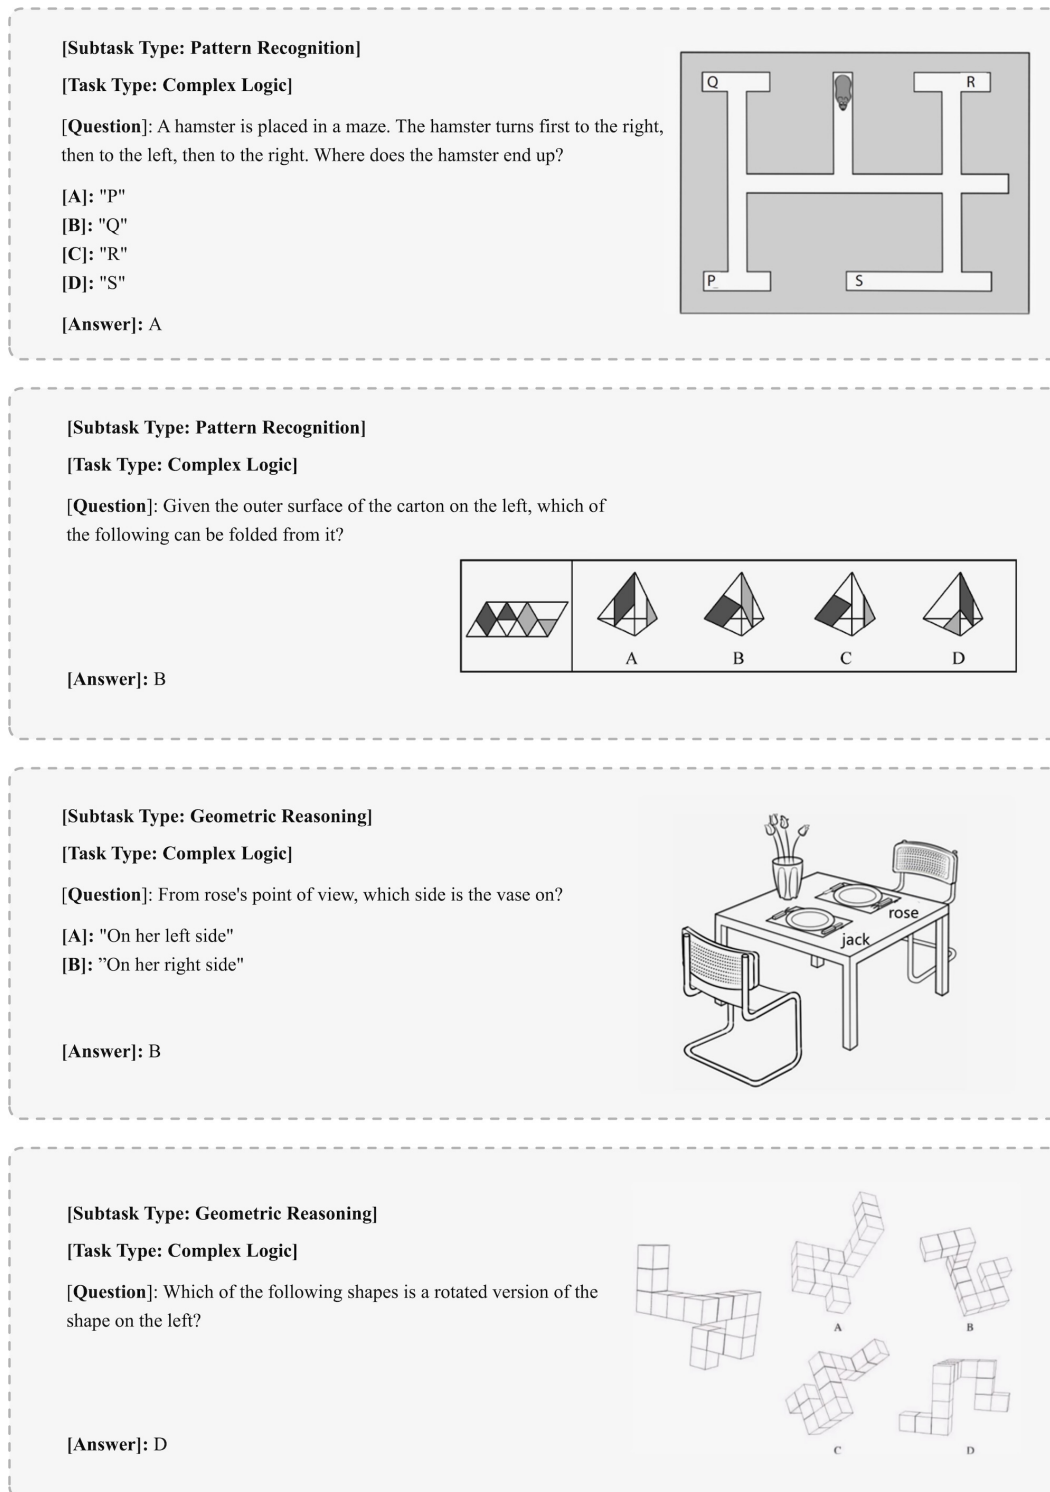 [Subtask Type: Pattern Recognition]
[Task Type: Complex Logic]
[Question]: A hamster is placed in a maze. The hamster turns first to the right,
then to the left, then to the right. Where does the hamster end up?
[A]: "P"
[B]: "Q"
[C]: "R"
[D]: "S"
[Answer]: A
Q
R
P
S
[Subtask Type: Pattern Recognition]
[Task Type: Complex Logic]
[Question]: Given the outer surface of the carton on the left, which of
the following can be folded from it?
A B C D
[Answer]: B
[Subtask Type: Geometric Reasoning]
[Task Type: Complex Logic]
[Question]: From rose's point of view, which side is the vase on?
[A]: "On her left side"
[B]: ”On her right side"
[Answer]: B
rose
jack
[Subtask Type: Geometric Reasoning]
[Task Type: Complex Logic]
[Question]: Which of the following shapes is a rotated version of the
shape on the left?
A B
C D
[Answer]: D